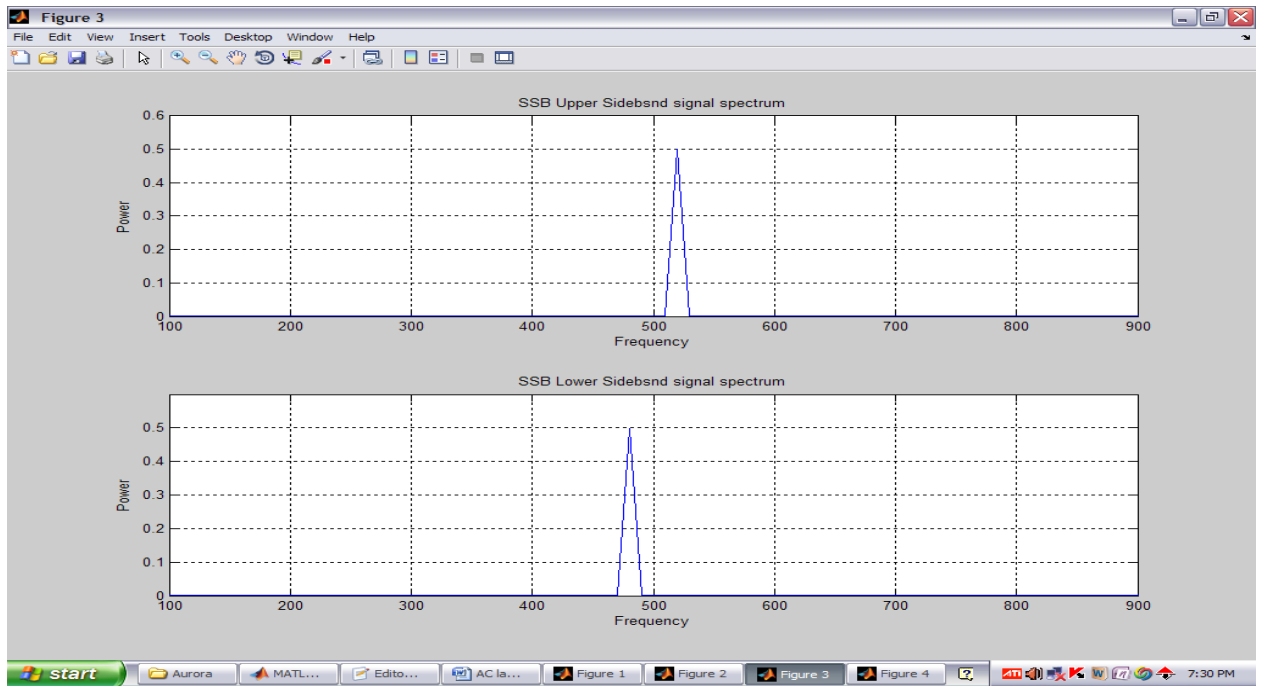 Figure 3
File Edit View Insert Tools Desktop Window Help
SSB Upper Sidebsnd signal spectrum
0.6
0.5
0.4
0.3
0.2
0.1
0
Power
100 200 300 400 500 600 700 800 900
Frequency
SSB Lower Sidebsnd signal spectrum
0.5
0.4
0.3
0.2
0.1
0
Power
100 200 300 400 500 600 700 800 900
Frequency
start Aurora MATL... Edito... AC la... Figure 1 Figure 2 Figure 3 Figure 4 ATI K W 7:30 PM